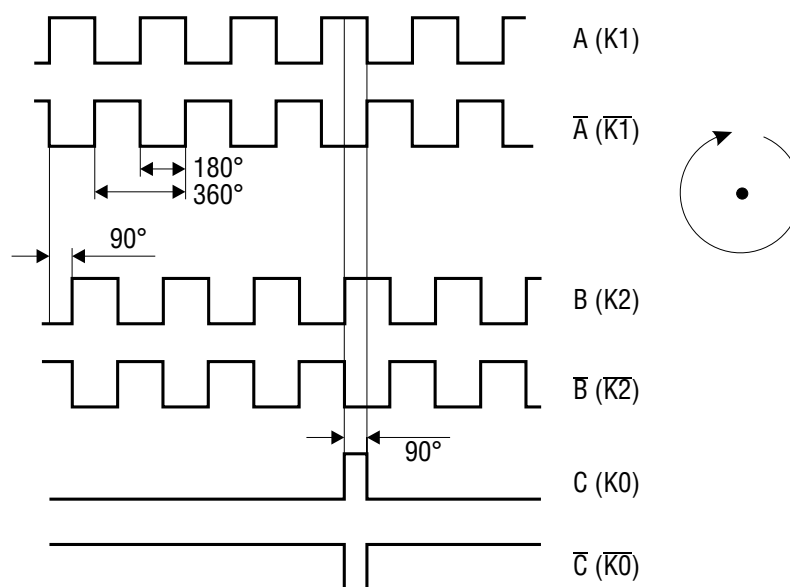 A (K1)
A̅ (K̅1̅)
180°
360°
90°
B (K2)
B̅ (K̅2̅)
90°
C (K0)
C̅ (K̅0̅)